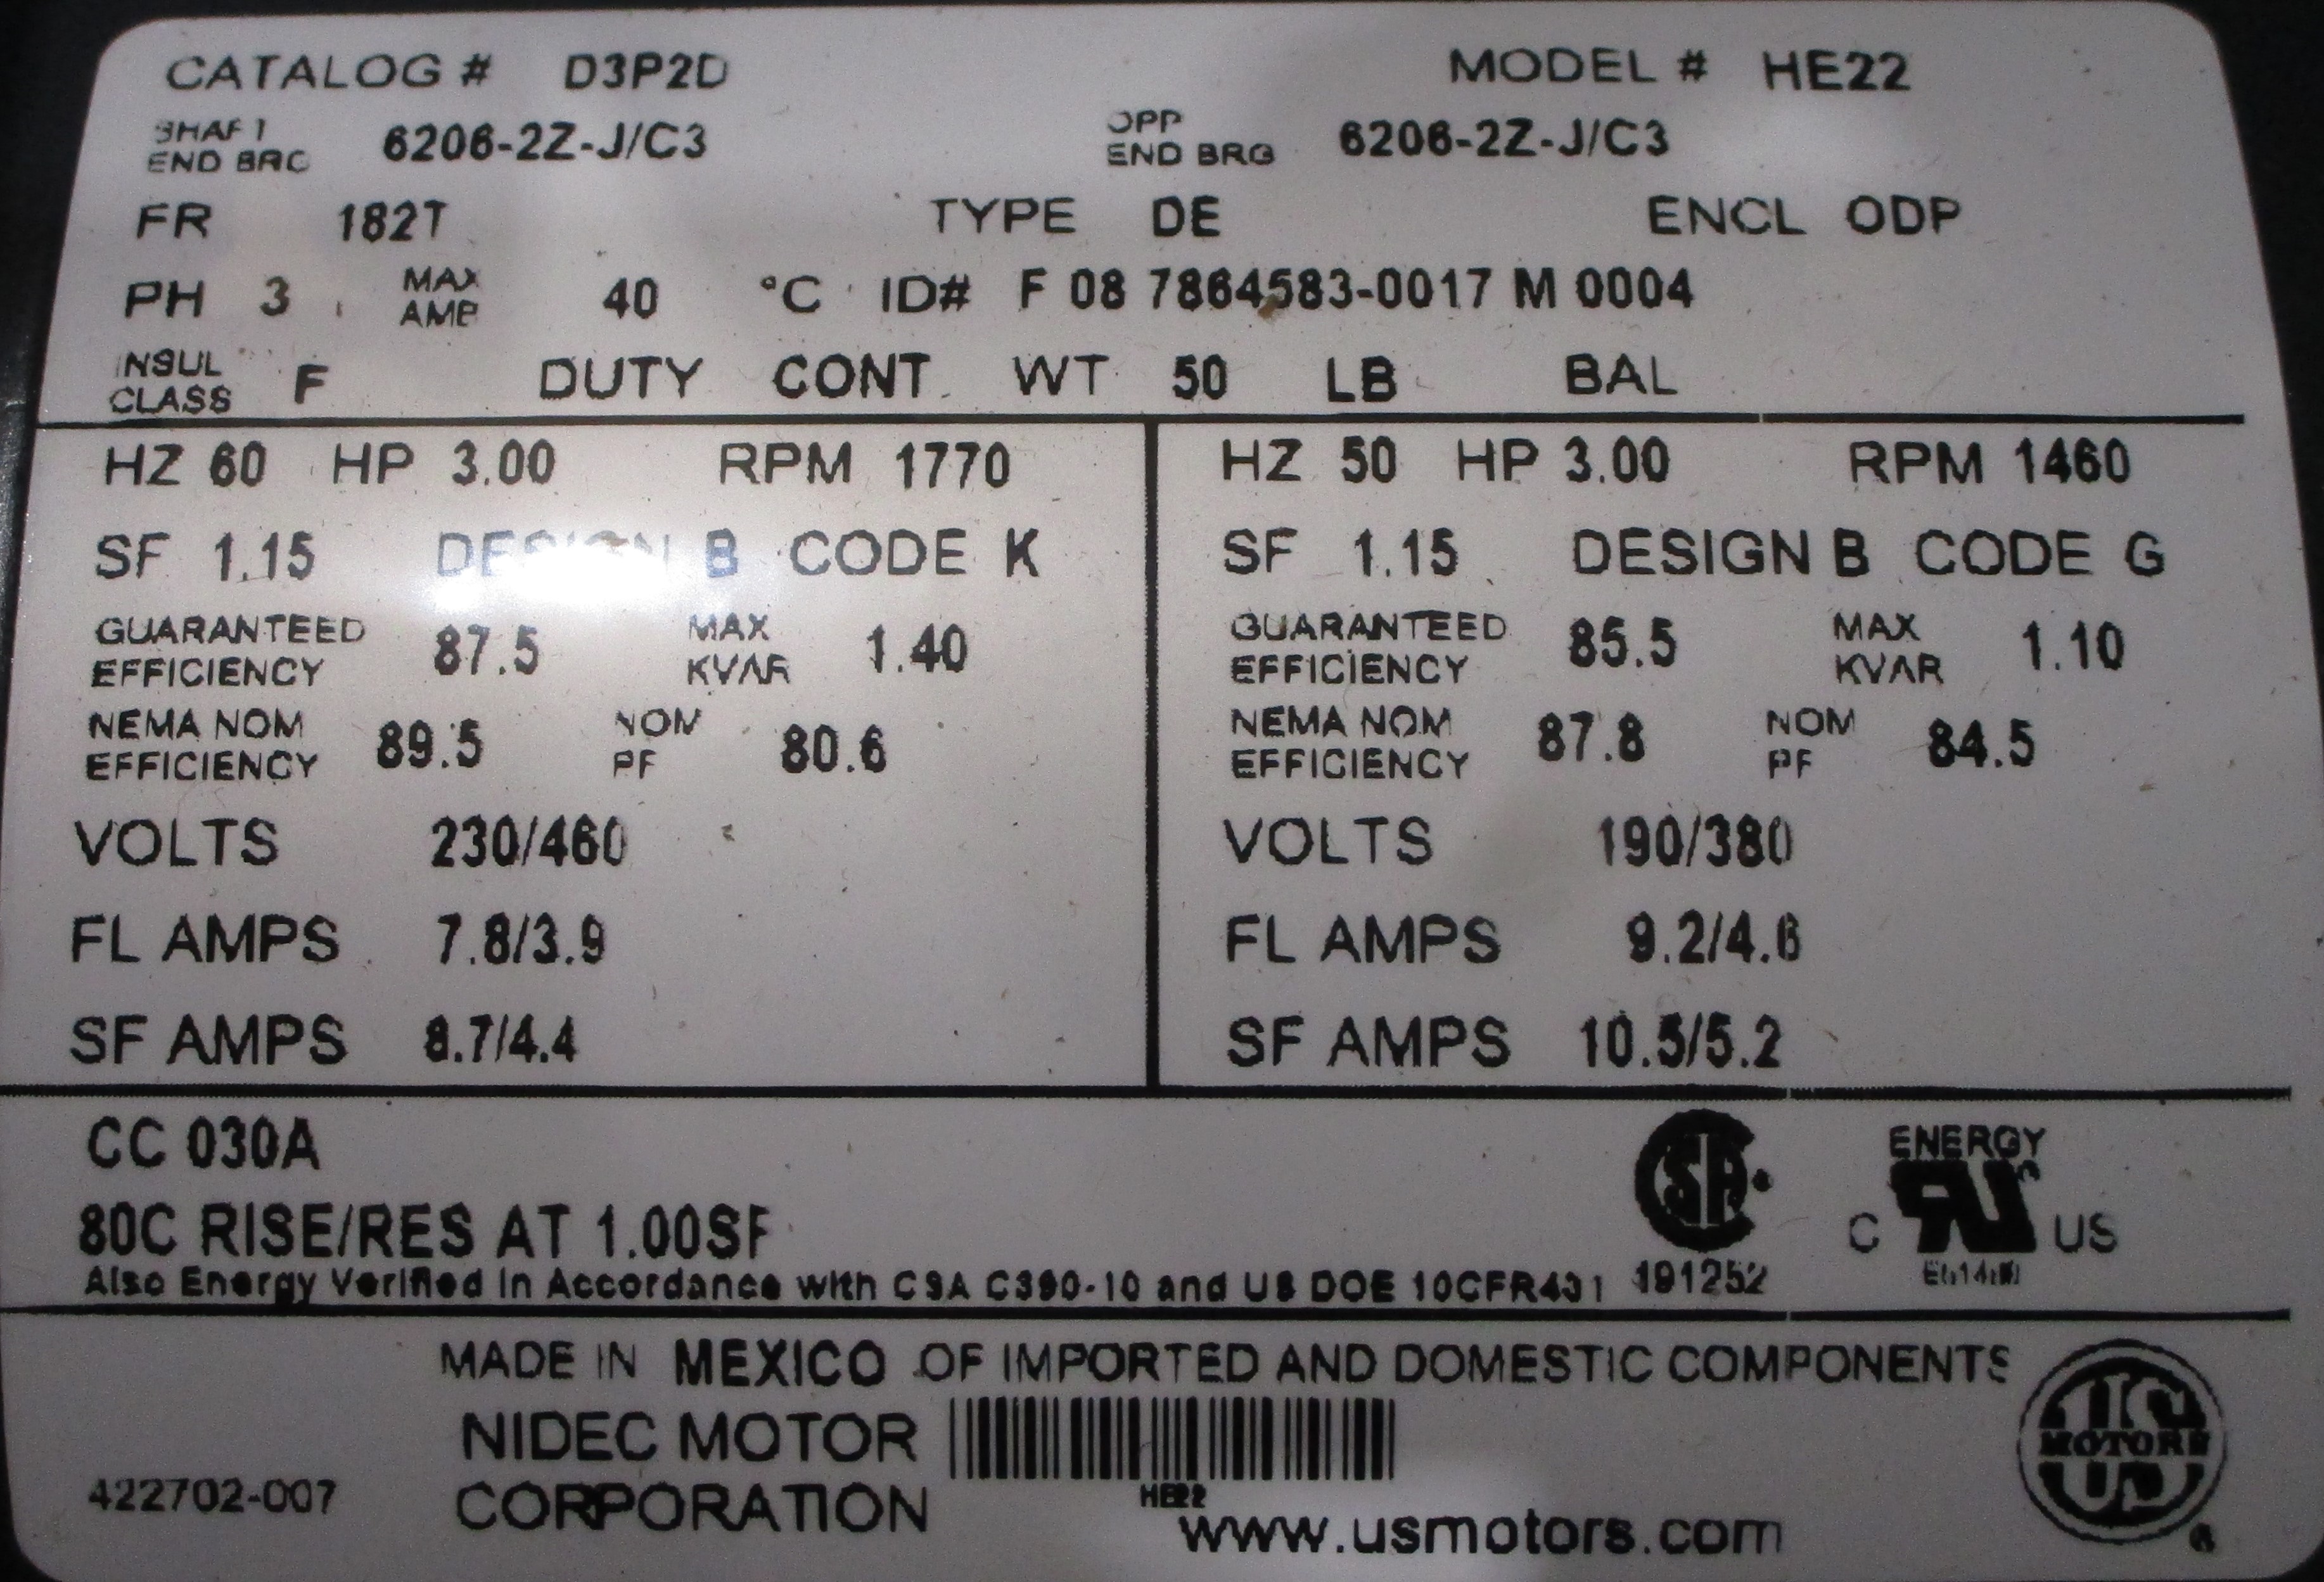 CATALOG # D3P2D MODEL # HE22
SHAFT END BRG 6206-2Z-J/C3 OPP END BRG 6206-2Z-J/C3
FR 182T TYPE DE ENCL ODP
PH 3 MAX AMB 40 °C ID# F 08 7864583-0017 M 0004
INSUL CLASS F DUTY CONT. WT 50 LB BAL
HZ 60 HP 3.00 RPM 1770
SF 1.15 DESIGN B CODE K
GUARANTEED EFFICIENCY 87.5 MAX KVAR 1.40
NEMA NOM EFFICIENCY 89.5 NOM PF 80.6
VOLTS 230/460
FL AMPS 7.8/3.9
SF AMPS 8.7/4.4
HZ 50 HP 3.00 RPM 1460
SF 1.15 DESIGN B CODE G
GUARANTEED EFFICIENCY 85.5 MAX KVAR 1.10
NEMA NOM EFFICIENCY 87.8 NOM PF 84.5
VOLTS 190/380
FL AMPS 9.2/4.6
SF AMPS 10.5/5.2
CC 030A
80C RISE/RES AT 1.00SF
Also Energy Verified in Accordance with CSA C390-10 and US DOE 10CFR431
CSA
191252
ENERGY
C RU US
MADE IN MEXICO OF IMPORTED AND DOMESTIC COMPONENTS
NIDEC MOTOR
CORPORATION
422702-007
HE22
www.usmotors.com
US MOTORS